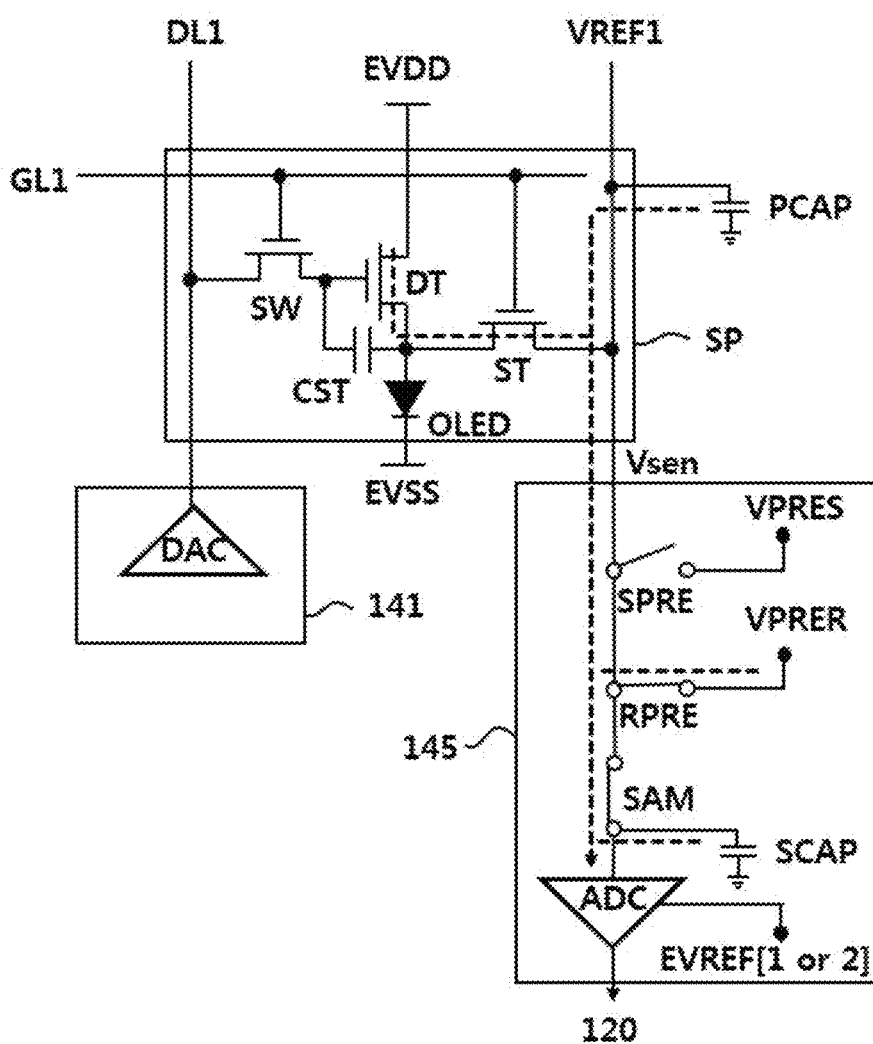 DL1
VREF1
EVDD
GL1
PCAP
DT
SW
SP
ST
CST
OLED
Vsen
EVSS
VPRES
DAC
SPRE
141
VPRER
RPRE
145
SAM
SCAP
ADC
EVREF[1 or 2]
120